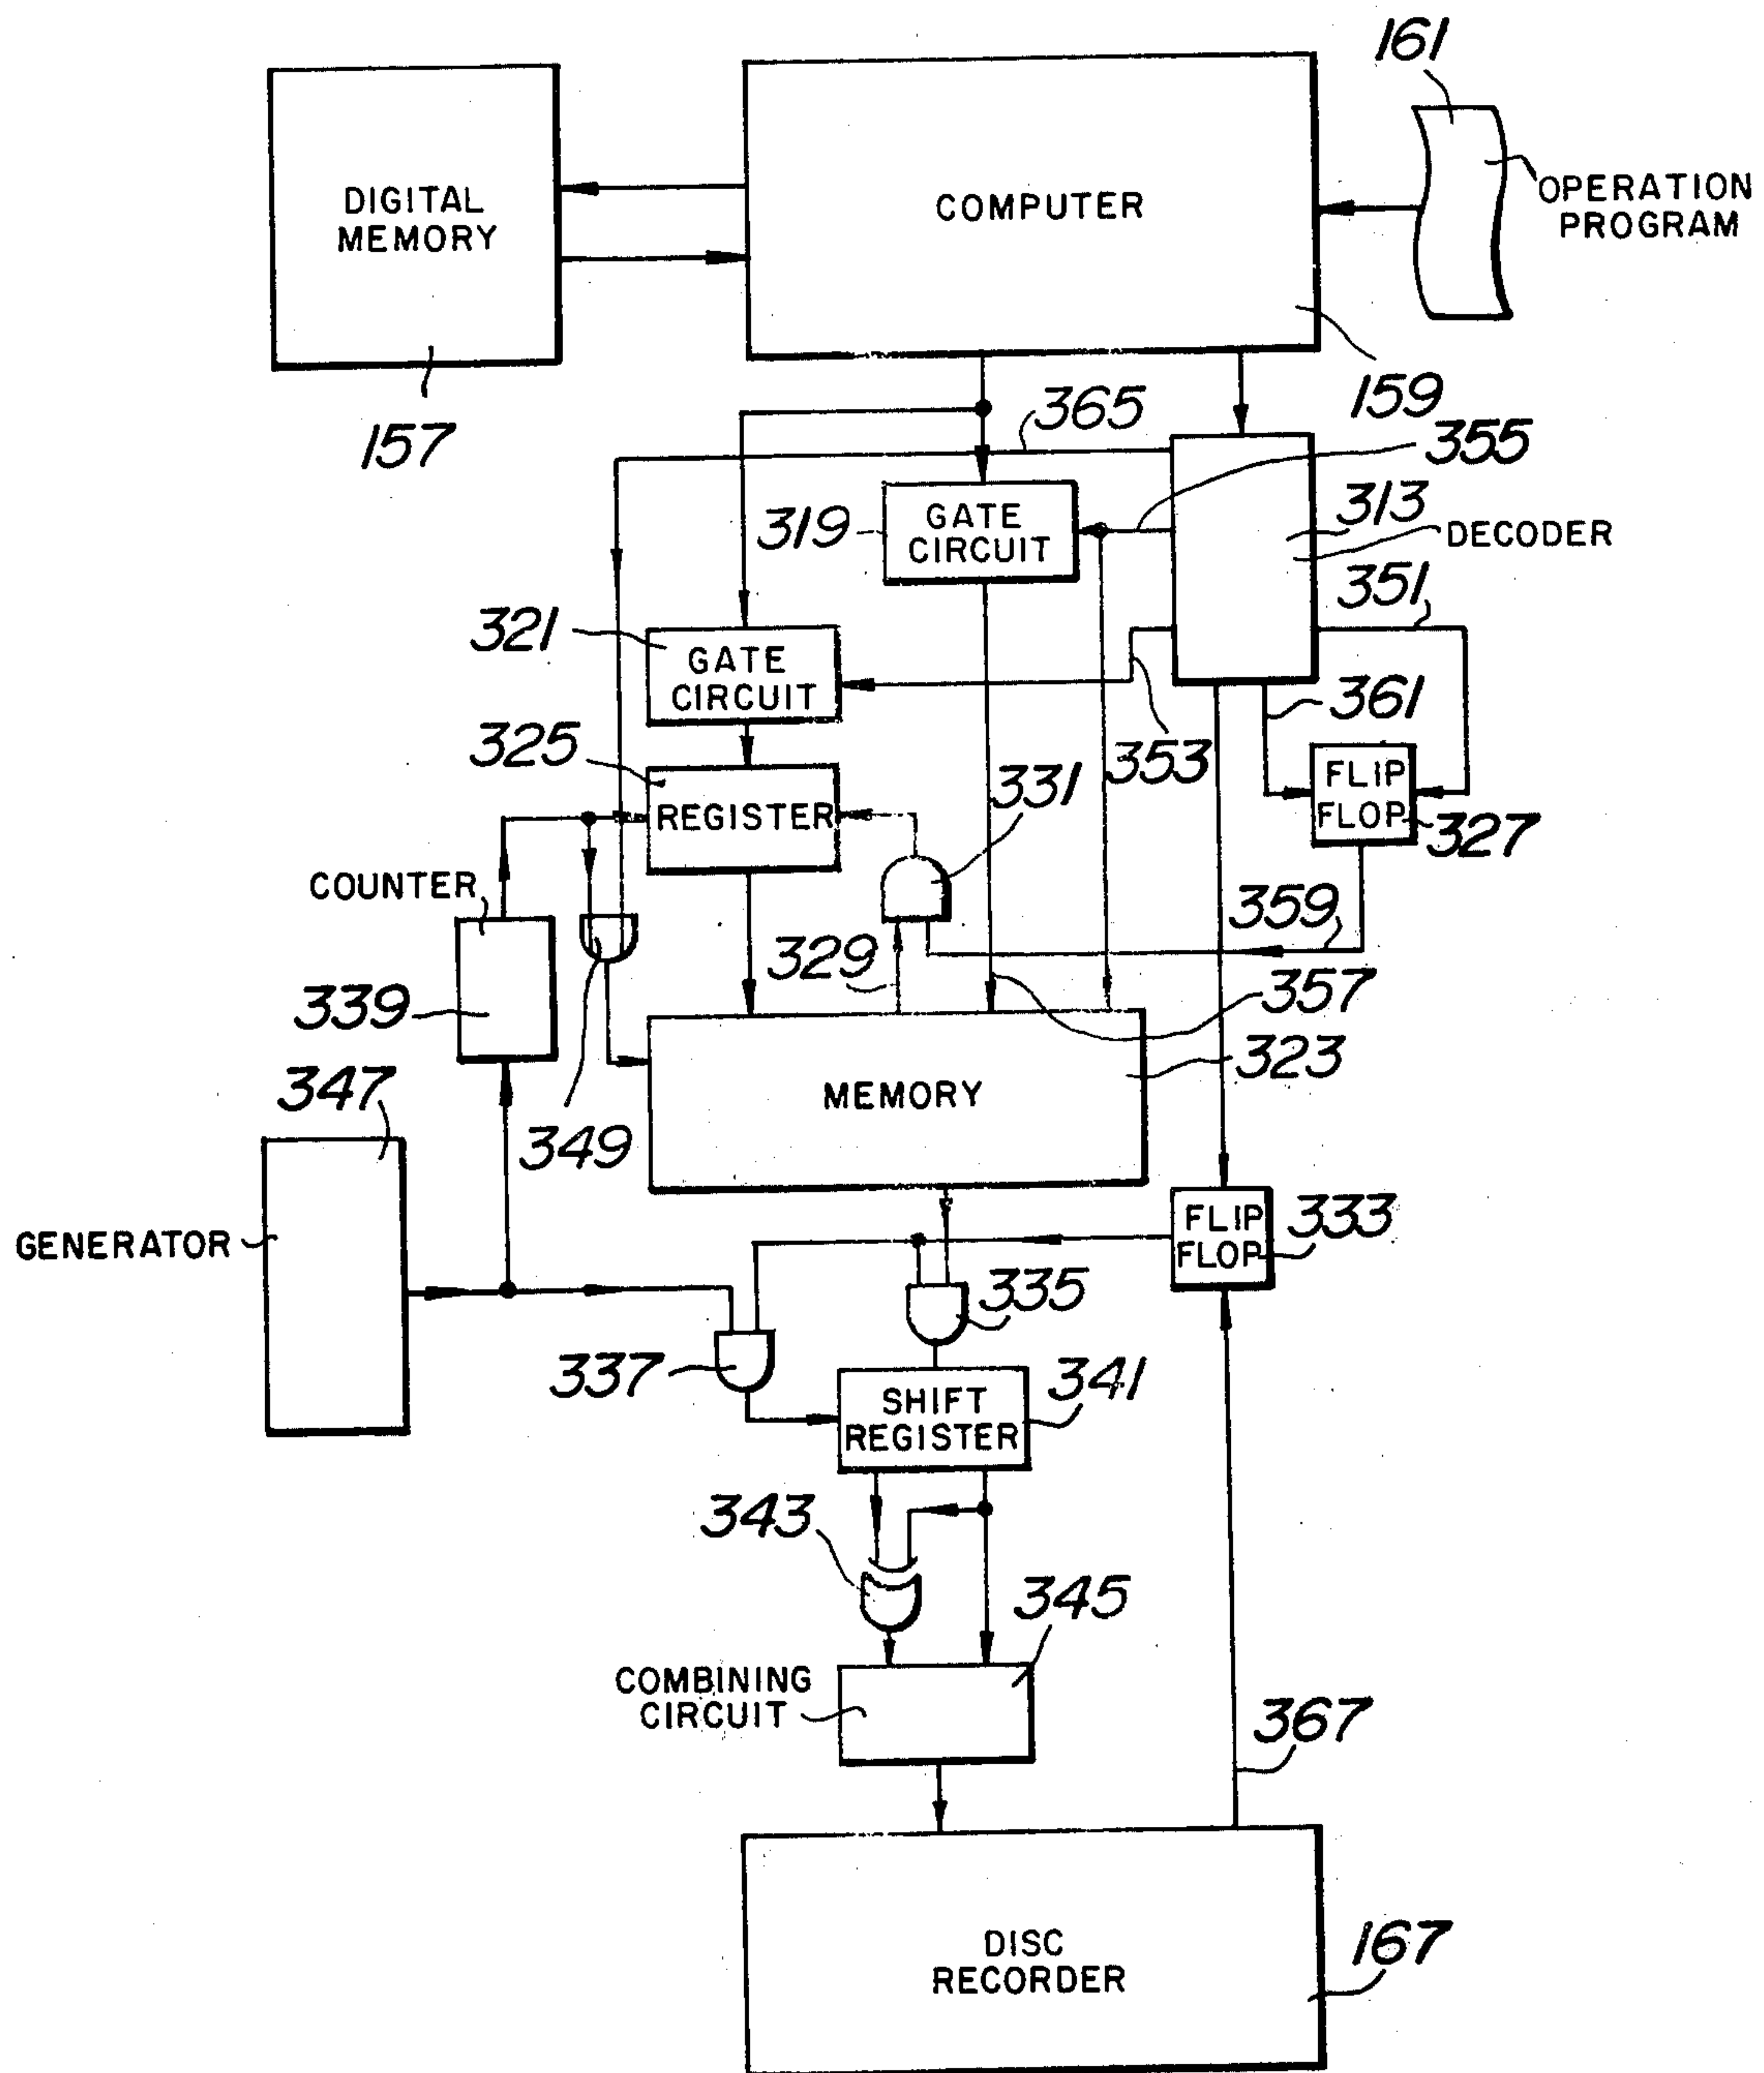 161
DIGITAL
MEMORY
COMPUTER
OPERATION
PROGRAM
157
159
365
355
319
GATE
CIRCUIT
313
DECODER
351
321
GATE
CIRCUIT
361
325
REGISTER
331
353
FLIP
FLOP
327
COUNTER
329
359
339
357
347
349
MEMORY
323
GENERATOR
FLIP
FLOP
333
335
337
SHIFT
REGISTER
341
343
345
COMBINING
CIRCUIT
367
DISC
RECORDER
167